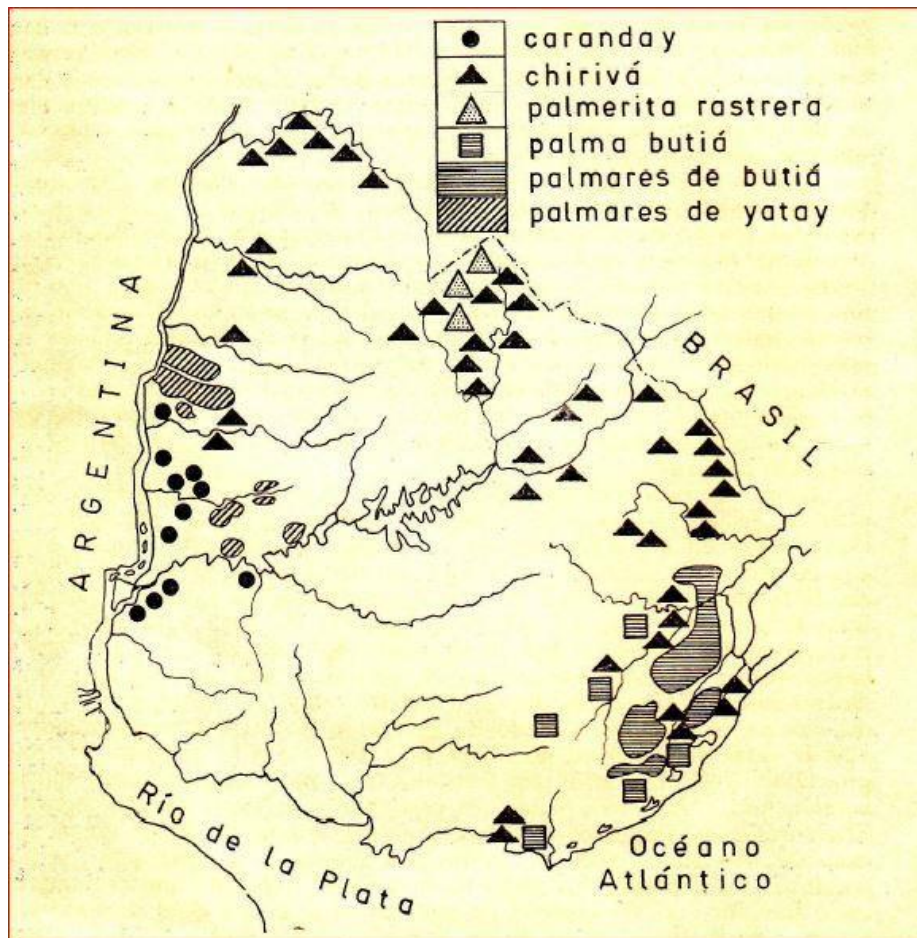 caranday
chirivá
palmerita rastrera
palma butiá
palmares de butiá
palmares de yatay
ARGENTINA
BRASIL
Río de la Plata
Océano
Atlántico